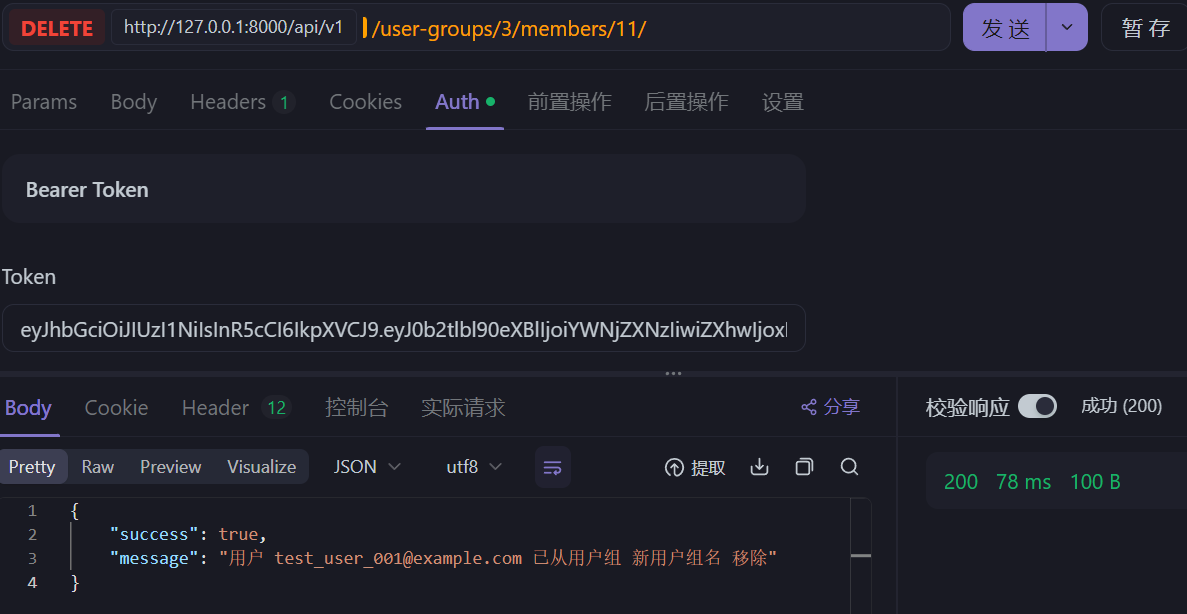 DELETE http://127.0.0.1:8000/api/v1 /user-groups/3/members/11/ 发 送 暂 存
Params Body Headers 1 Cookies Auth 前置操作 后置操作 设置
Bearer Token
Token
eyJhbGciOiJIUzI1NiIsInR5cCI6IkpXVCJ9.eyJ0b2tlbl90eXBlIjoiYWNjZXNzIiwiZXhwIjox
Body Cookie Header 12 控制台 实际请求 分享 校验响应 成功 (200)
Pretty Raw Preview Visualize JSON utf8 提取
200 78 ms 100 B
1 {
2 "success": true,
3 "message": "用户 test_user_001@example.com 已从用户组 新用户组名 移除"
4 }